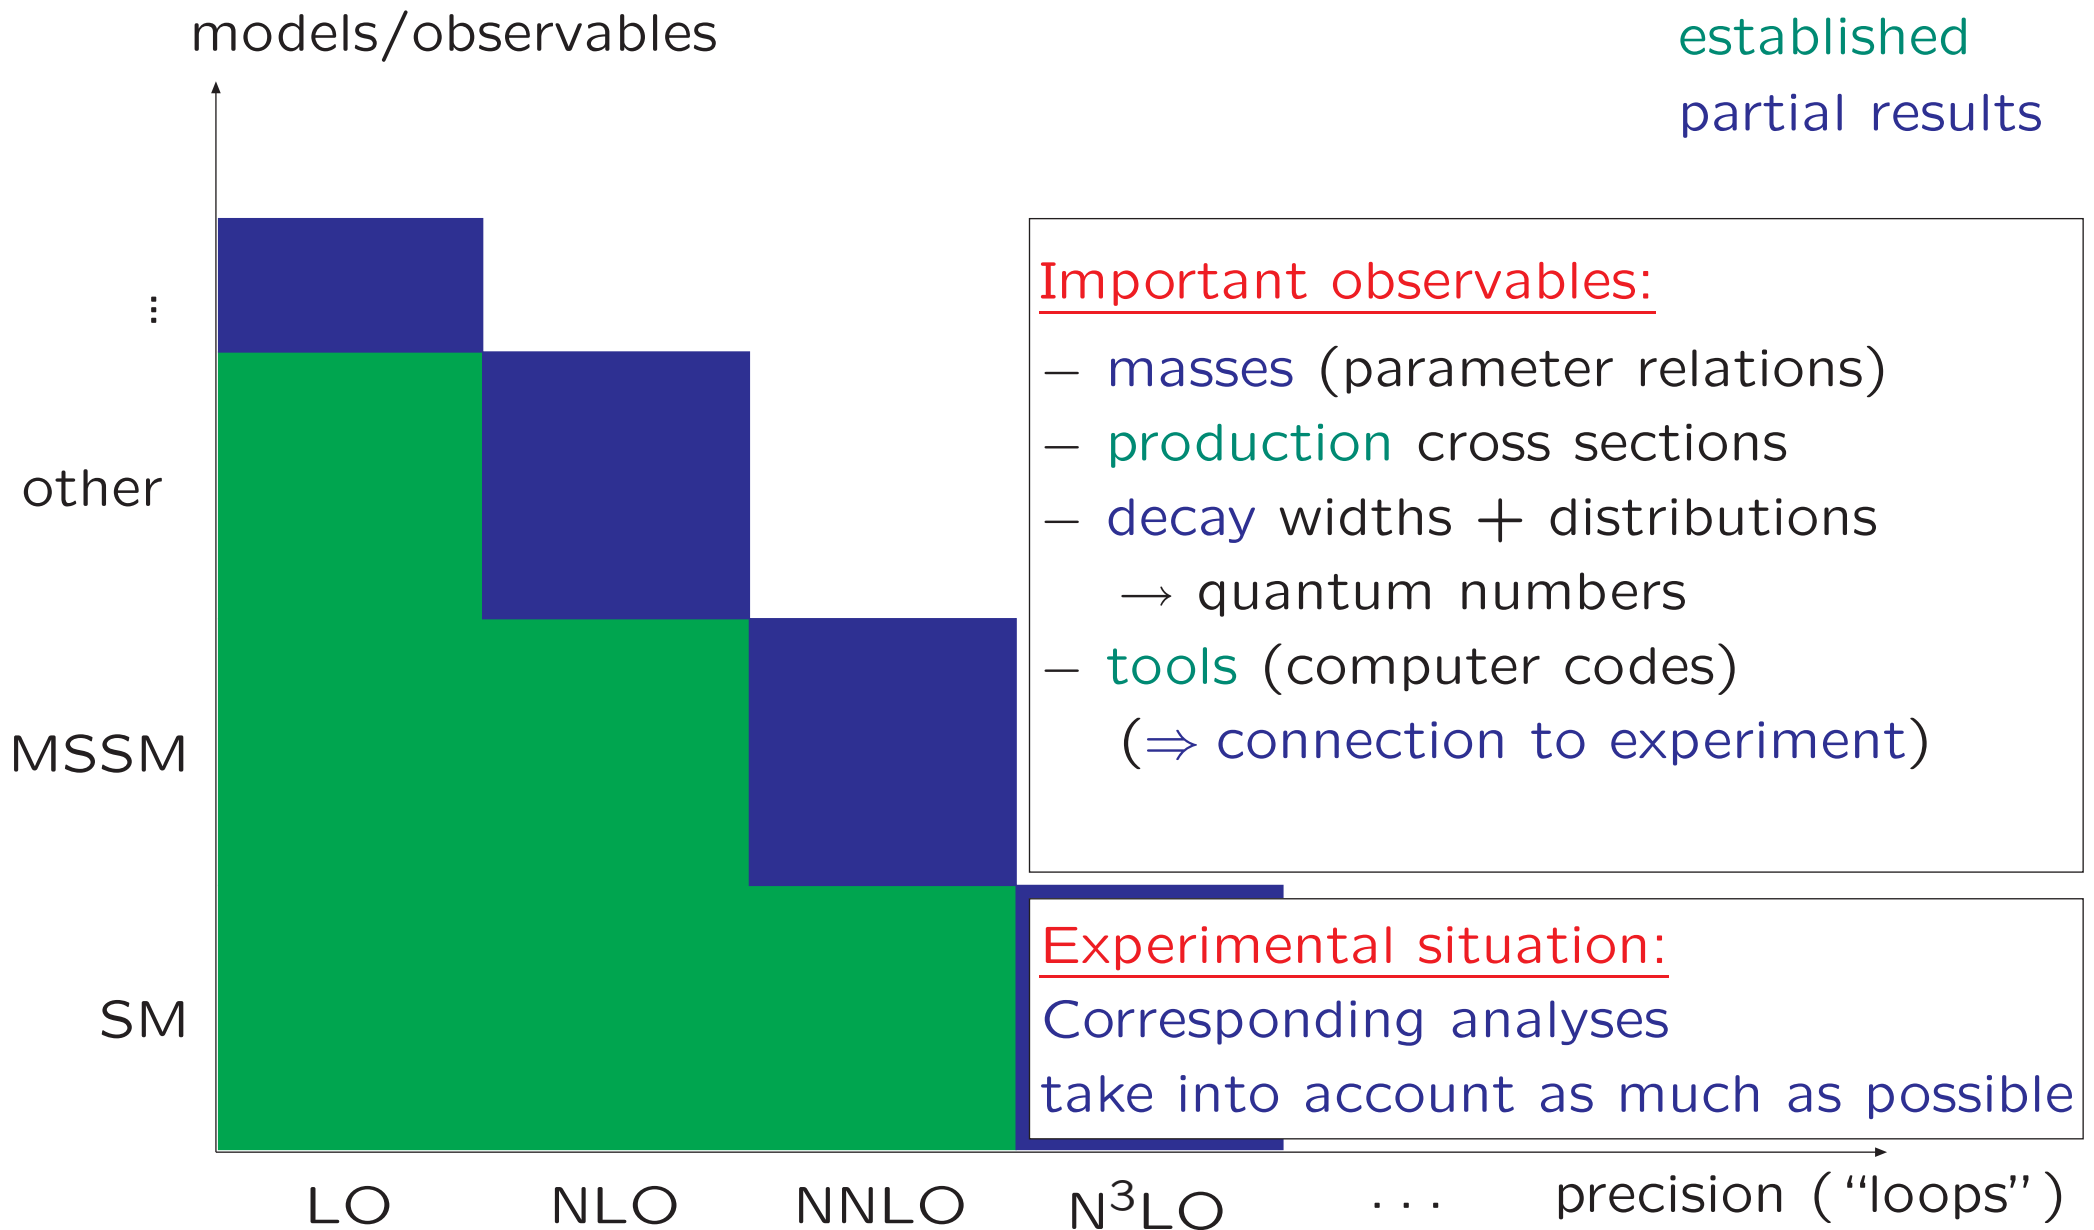 models/observables
established
partial results
Important observables:
– masses (parameter relations)
– production cross sections
– decay widths + distributions
→ quantum numbers
– tools (computer codes)
(⇒ connection to experiment)
Experimental situation:
Corresponding analyses
take into account as much as possible
⋮
other
MSSM
SM
LO NLO NNLO N³LO ... precision (“loops”)